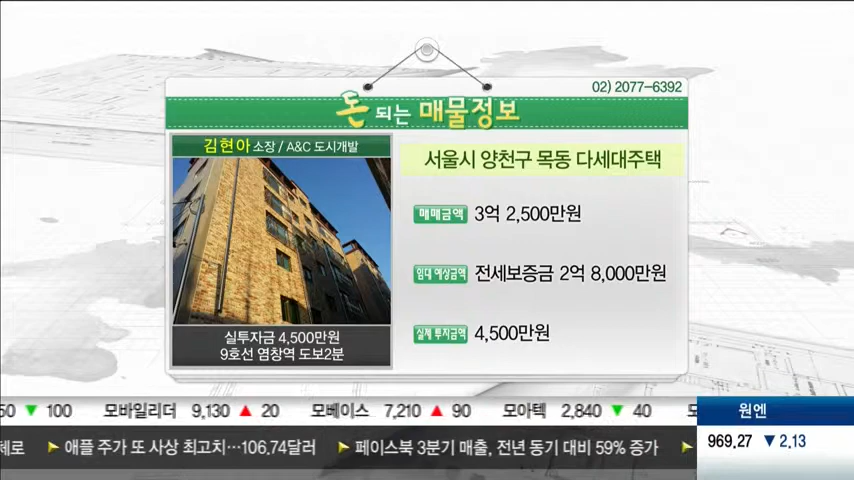 02) 2077-6392
돈 되는 매물정보
김현아 소장 / A&C 도시개발
서울시 양천구 목동 다세대주택
매매금액 3억 2,500만원
임대 예상금액 전세보증금 2억 8,000만원
실제 투자금액 4,500만원
실투자금 4,500만원
9호선 염창역 도보2분
50 ▼ 100 모바일리더 9,130 ▲ 20 모베이스 7,210 ▲ 90 모아텍 2,840 ▼ 40
원엔
969.27 ▼2.13
제로 ▶ 애플 주가 또 사상 최고치…106.74달러 ▶ 페이스북 3분기 매출, 전년 동기 대비 59% 증가 ▶